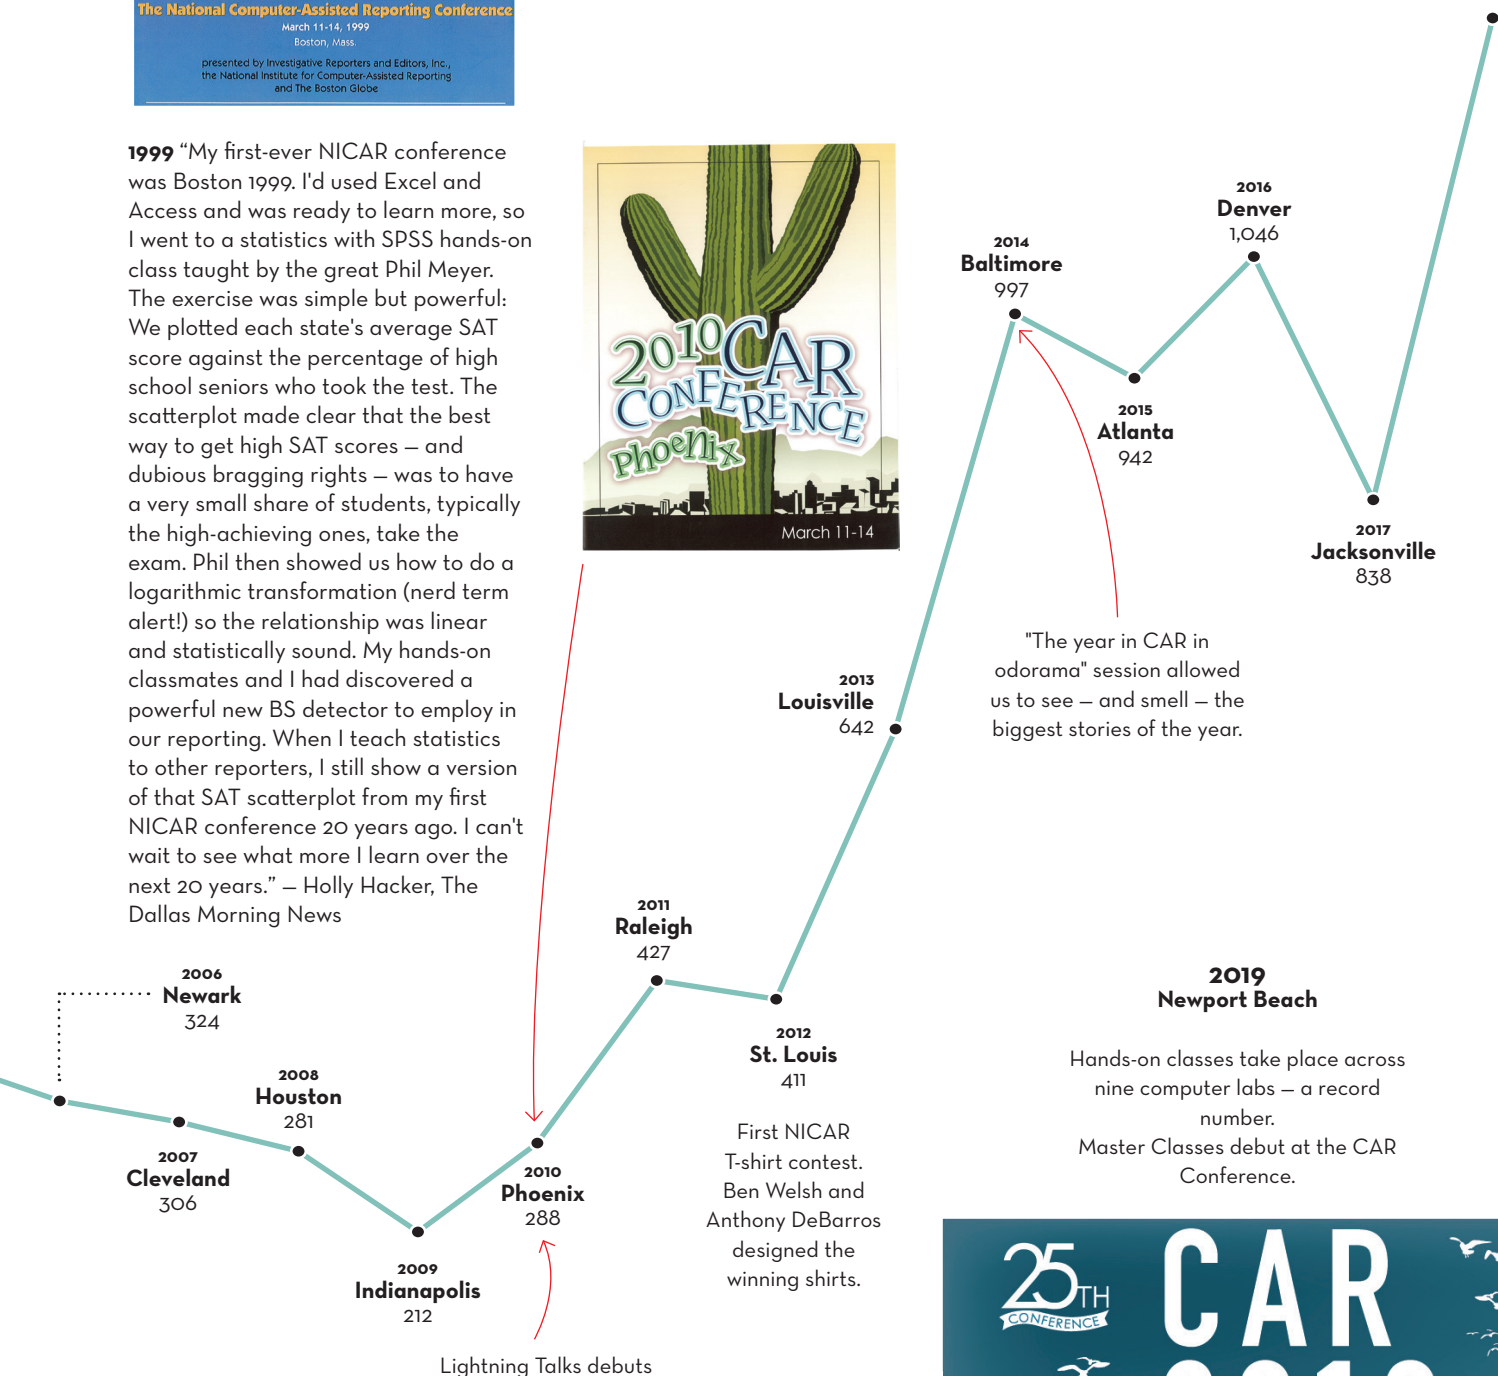 The National Computer-Assisted Reporting Conference
March 11-14, 1999
Boston, Mass.
presented by Investigative Reporters and Editors, Inc.,
the National Institute for Computer-Assisted Reporting
and The Boston Globe
1999 “My first-ever NICAR conference
was Boston 1999. I'd used Excel and
Access and was ready to learn more, so
I went to a statistics with SPSS hands-on
class taught by the great Phil Meyer.
The exercise was simple but powerful:
We plotted each state's average SAT
score against the percentage of high
school seniors who took the test. The
scatterplot made clear that the best
way to get high SAT scores — and
dubious bragging rights — was to have
a very small share of students, typically
the high-achieving ones, take the
exam. Phil then showed us how to do a
logarithmic transformation (nerd term
alert!) so the relationship was linear
and statistically sound. My hands-on
classmates and I had discovered a
powerful new BS detector to employ in
our reporting. When I teach statistics
to other reporters, I still show a version
of that SAT scatterplot from my first
NICAR conference 20 years ago. I can't
wait to see what more I learn over the
next 20 years.” — Holly Hacker, The
Dallas Morning News
2010 CAR
CONFERENCE
Phoenix
March 11-14
2006
Newark
324
2007
Cleveland
306
2008
Houston
281
2009
Indianapolis
212
2010
Phoenix
288
Lightning Talks debuts
2011
Raleigh
427
2012
St. Louis
411
First NICAR
T-shirt contest.
Ben Welsh and
Anthony DeBarros
designed the
winning shirts.
2013
Louisville
642
2014
Baltimore
997
"The year in CAR in
odorama" session allowed
us to see — and smell — the
biggest stories of the year.
2015
Atlanta
942
2016
Denver
1,046
2017
Jacksonville
838
2019
Newport Beach
Hands-on classes take place across
nine computer labs — a record
number.
Master Classes debut at the CAR
Conference.
25TH
CONFERENCE
CAR